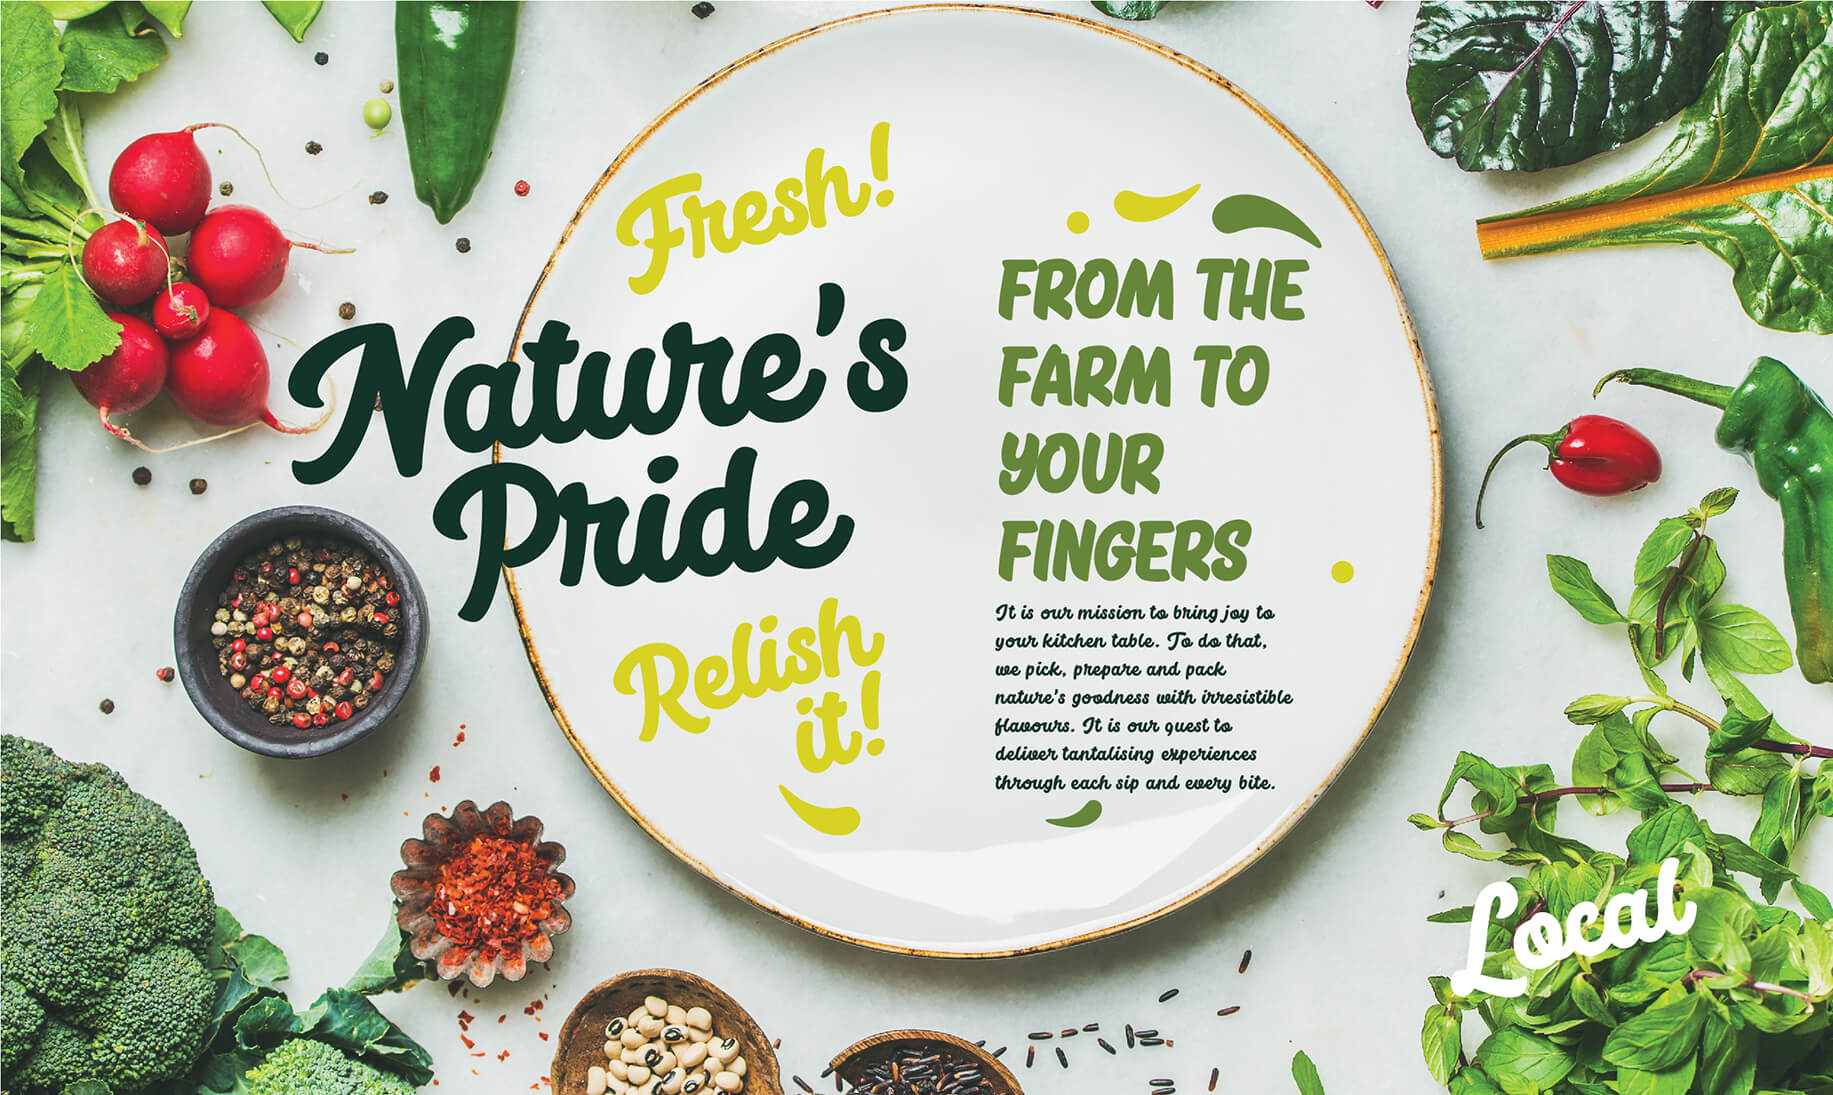 Fresh!
Nature's
Pride
Relish
it!
FROM THE
FARM TO
YOUR
FINGERS
It is our mission to bring joy to
your kitchen table. To do that,
we pick, prepare and pack
nature's goodness with irresistible
flavours. It is our quest to
deliver tantalising experiences
through each sip and every bite.
Local